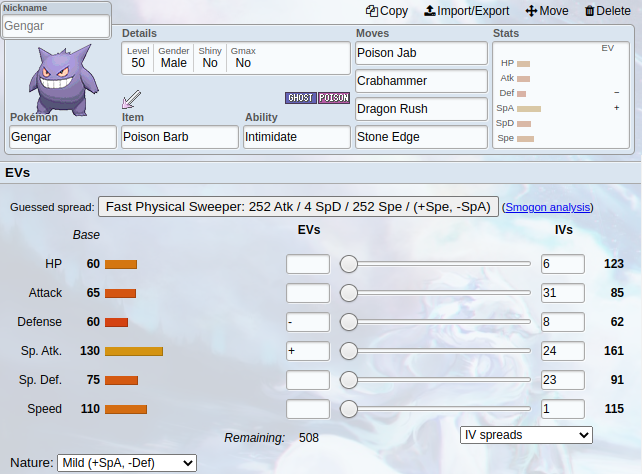 Nickname
Gengar
Copy Import/Export Move Delete
Details Moves Stats
Level Gender Shiny Gmax
50 Male No No
EV
HP
Atk
Def −
SpA +
SpD
Spe
Poison Jab
Crabhammer
Dragon Rush
Stone Edge
GHOST POISON
Pokémon Item Ability
Gengar Poison Barb Intimidate
EVs
Guessed spread: Fast Physical Sweeper: 252 Atk / 4 SpD / 252 Spe / (+Spe, -SpA) (Smogon analysis)
Base EVs IVs
HP 60 6 123
Attack 65 31 85
Defense 60 - 8 62
Sp. Atk. 130 + 24 161
Sp. Def. 75 23 91
Speed 110 1 115
Remaining: 508 IV spreads
Nature: Mild (+SpA, -Def)